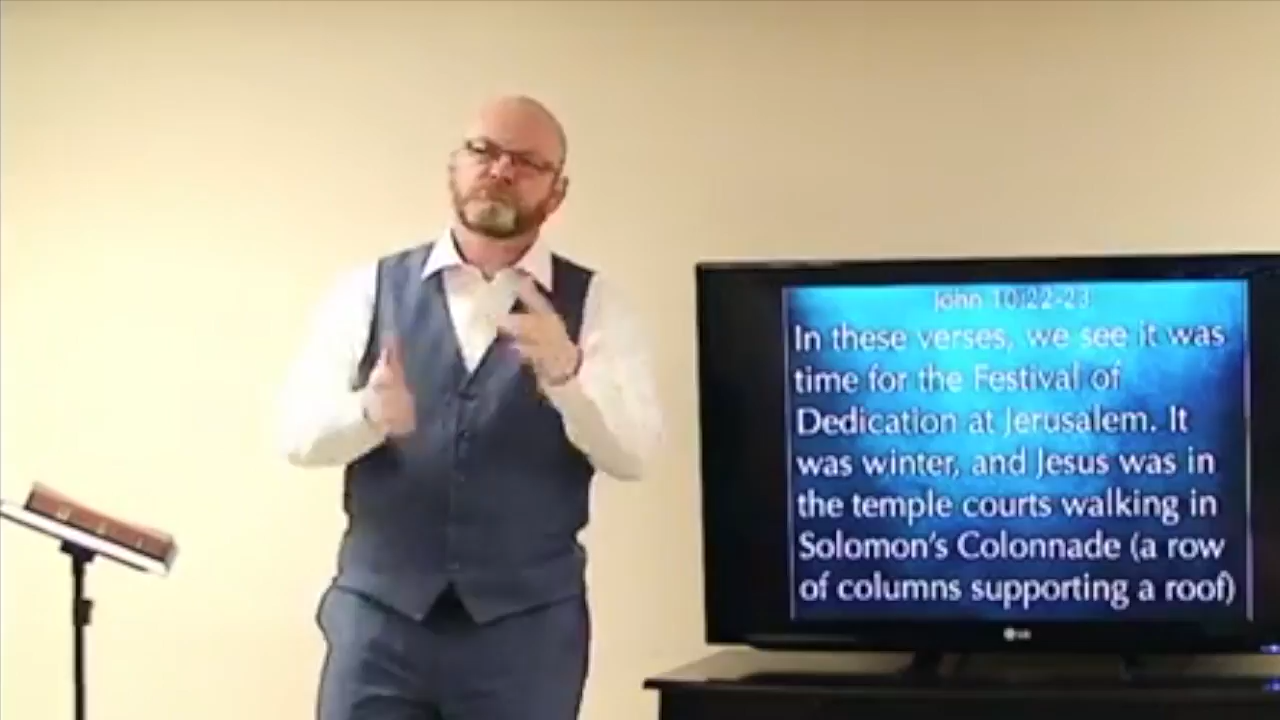 John 10:22-23
In these verses, we see it was
time for the Festival of
Dedication at Jerusalem. It
was winter, and Jesus was in
the temple courts walking in
Solomon's Colonnade (a row
of columns supporting a roof)
LG